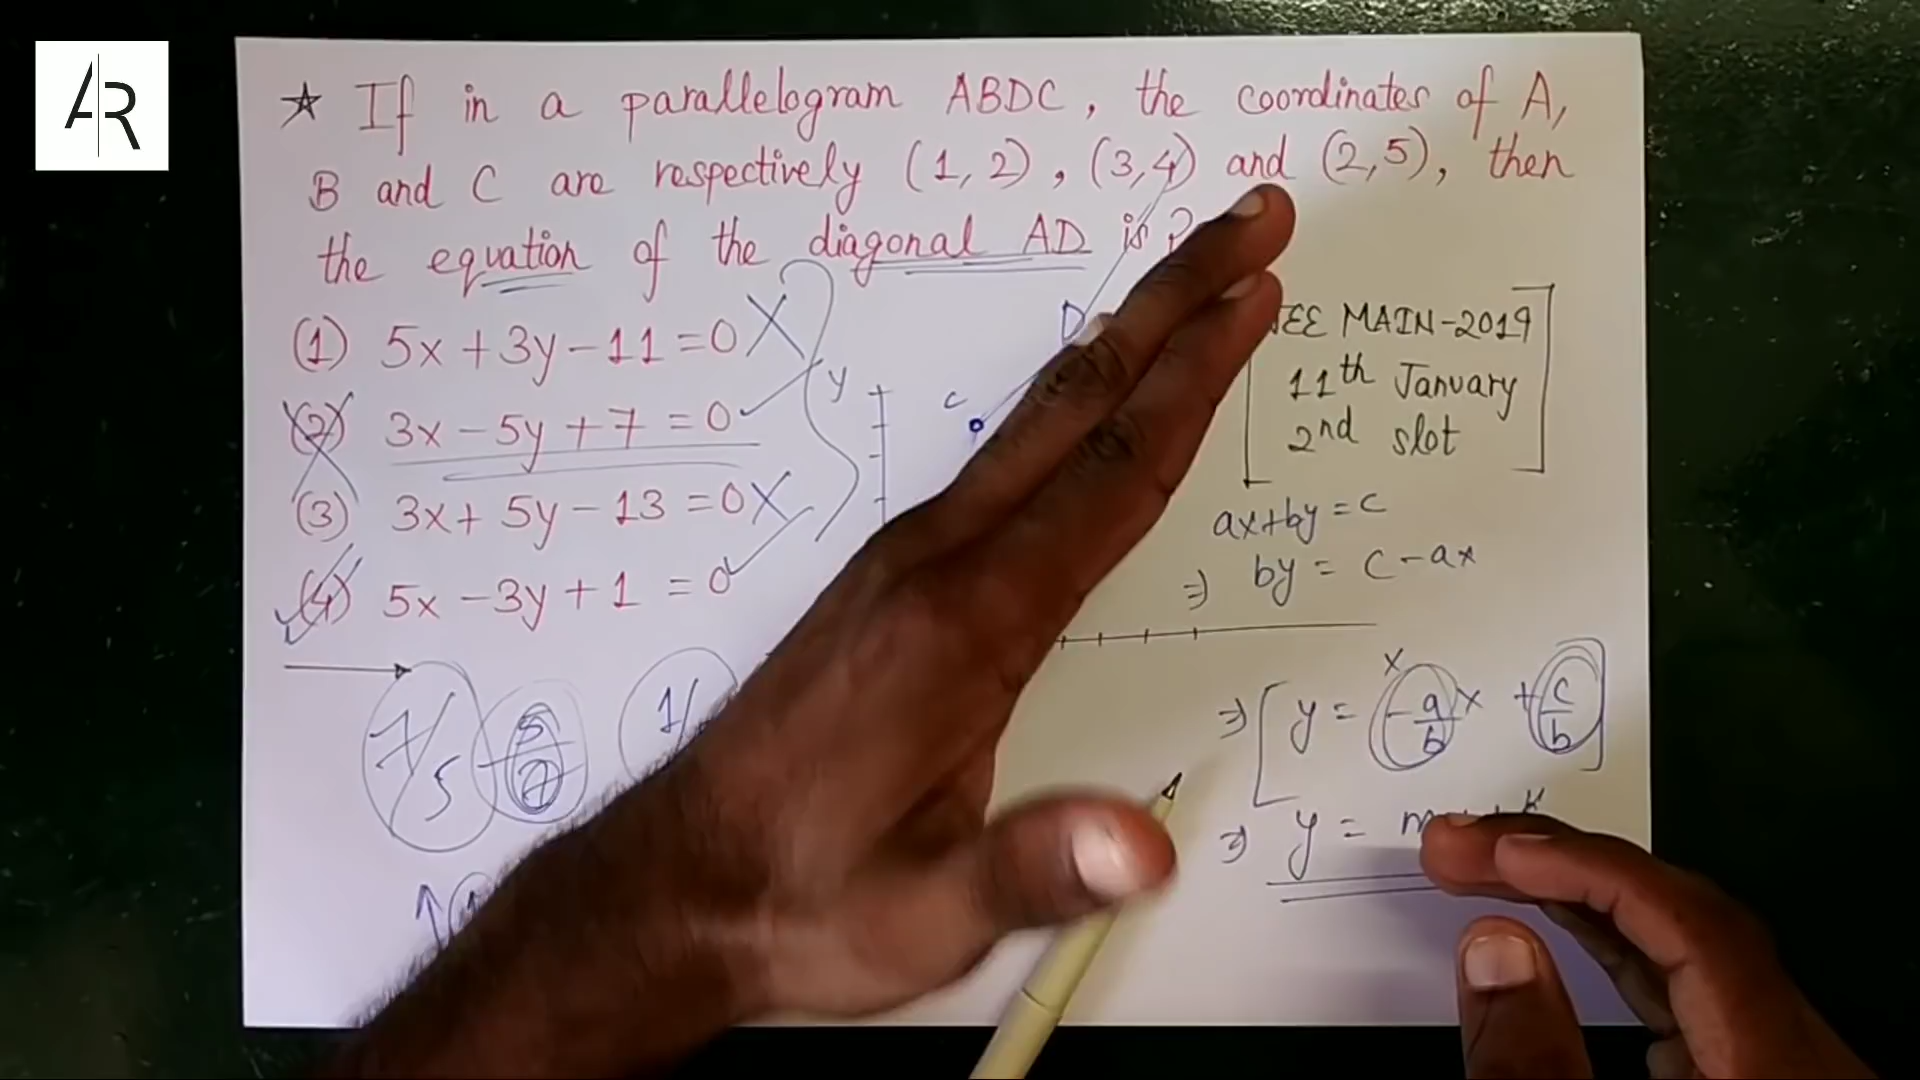 AR
☆ If in a parallelogram ABDC, the coordinates of A,
B and C are respectively (1, 2), (3,4) and (2,5), then
the equation of the diagonal AD is ?
(1) 5x + 3y - 11 = 0 X
(2) 3x - 5y + 7 = 0
(3) 3x + 5y - 13 = 0 X
(4) 5x - 3y + 1 = 0
y
C
D
JEE MAIN-2019
11th January
2nd slot
ax+by = c
⇒ by = c - ax
⇒ y = -a/b x + c/b
⇒ y =
7/5
5/7
1/